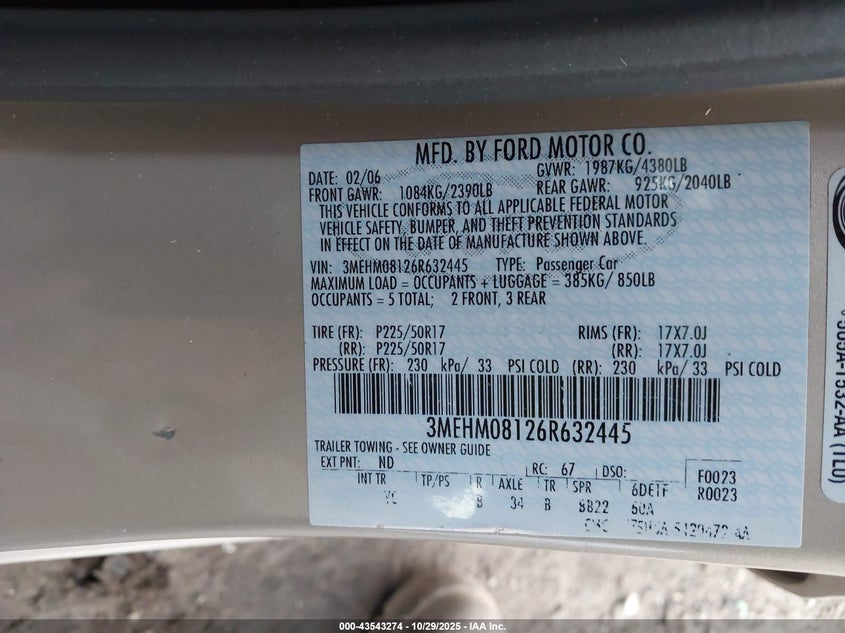 MFD. BY FORD MOTOR CO.
DATE: 02/06 GVWR: 1987KG/4380LB
FRONT GAWR: 1084KG/2390LB REAR GAWR: 925KG/2040LB
THIS VEHICLE CONFORMS TO ALL APPLICABLE FEDERAL MOTOR
VEHICLE SAFETY, BUMPER, AND THEFT PREVENTION STANDARDS
IN EFFECT ON THE DATE OF MANUFACTURE SHOWN ABOVE.
VIN: 3MEHM08126R632445 TYPE: Passenger Car
MAXIMUM LOAD = OCCUPANTS + LUGGAGE = 385KG/ 850LB
OCCUPANTS = 5 TOTAL; 2 FRONT, 3 REAR
TIRE (FR): P225/50R17 RIMS (FR): 17X7.0J
(RR): P225/50R17 (RR): 17X7.0J
PRESSURE (FR): 230 kPa/ 33 PSI COLD (RR): 230 kPa/ 33 PSI COLD
3MEHM08126R632445
TRAILER TOWING - SEE OWNER GUIDE
EXT PNT: ND RC: 67 DSO: F0023
INT TR TP/PS R AXLE TR SPR 6DE1F R0023
B 34 B 8822
000-43543274 - 10/29/2025 - IAA Inc.